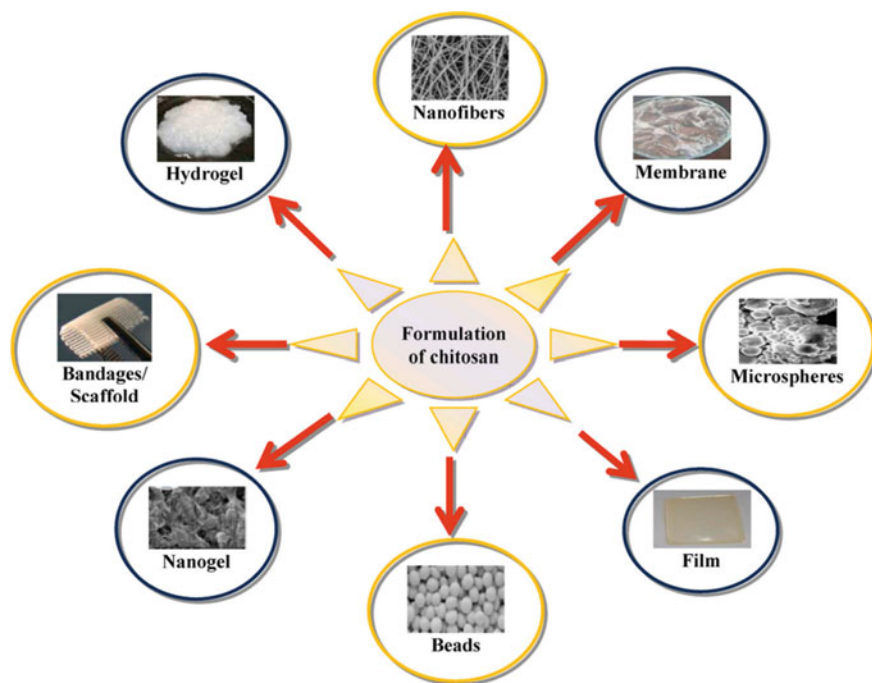 Nanofibers
Hydrogel
Membrane
Formulation
of chitosan
Bandages/
Scaffold
Microspheres
Nanogel
Film
Beads